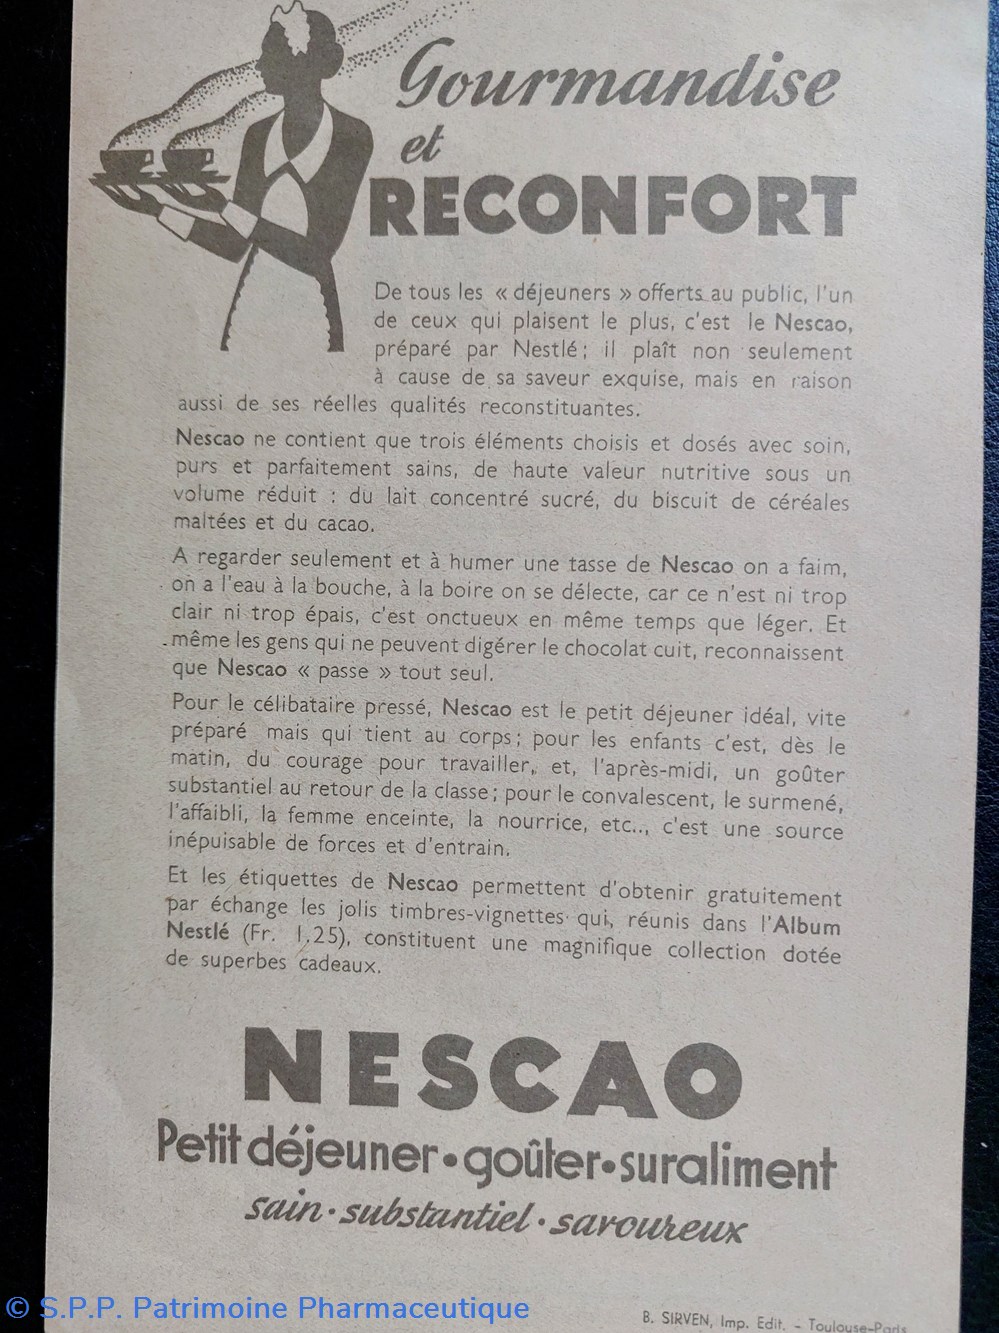 Gourmandise
et
RECONFORT
De tous les « déjeuners » offerts au public, l'un
de ceux qui plaisent le plus, c'est le Nescao,
préparé par Nestlé ; il plaît non seulement
à cause de sa saveur exquise, mais en raison
aussi de ses réelles qualités reconstituantes.
Nescao ne contient que trois éléments choisis et dosés avec soin,
purs et parfaitement sains, de haute valeur nutritive sous un
volume réduit : du lait concentré sucré, du biscuit de céréales
maltées et du cacao.
A regarder seulement et à humer une tasse de Nescao on a faim,
on a l'eau à la bouche, à la boire on se délecte, car ce n'est ni trop
clair ni trop épais, c'est onctueux en même temps que léger. Et
même les gens qui ne peuvent digérer le chocolat cuit, reconnaissent
que Nescao « passe » tout seul.
Pour le célibataire pressé, Nescao est le petit déjeuner idéal, vite
préparé mais qui tient au corps ; pour les enfants c'est, dès le
matin, du courage pour travailler, et, l'après-midi, un goûter
substantiel au retour de la classe ; pour le convalescent, le surmené,
l'affaibli, la femme enceinte, la nourrice, etc.., c'est une source
inépuisable de forces et d'entrain.
Et les étiquettes de Nescao permettent d'obtenir gratuitement
par échange les jolis timbres-vignettes qui, réunis dans l'Album
Nestlé (Fr. 1,25), constituent une magnifique collection dotée
de superbes cadeaux.
NESCAO
Petit déjeuner • goûter • suraliment
sain · substantiel · savoureux
B. SIRVEN, Imp. Edit. - Toulouse-Paris
© S.P.P. Patrimoine Pharmaceutique